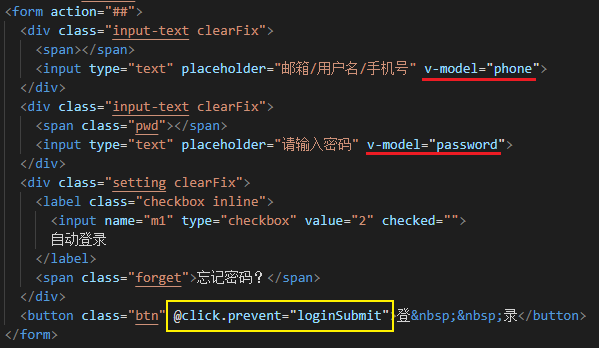 <form action="##">
<div class="input-text clearFix">
<span></span>
<input type="text" placeholder="邮箱/用户名/手机号" v-model="phone">
</div>
<div class="input-text clearFix">
<span class="pwd"></span>
<input type="text" placeholder="请输入密码" v-model="password">
</div>
<div class="setting clearFix">
<label class="checkbox inline">
<input name="m1" type="checkbox" value="2" checked="">
自动登录
</label>
<span class="forget">忘记密码？</span>
</div>
<button class="btn" @click.prevent="loginSubmit">登&nbsp;&nbsp;录</button>
</form>